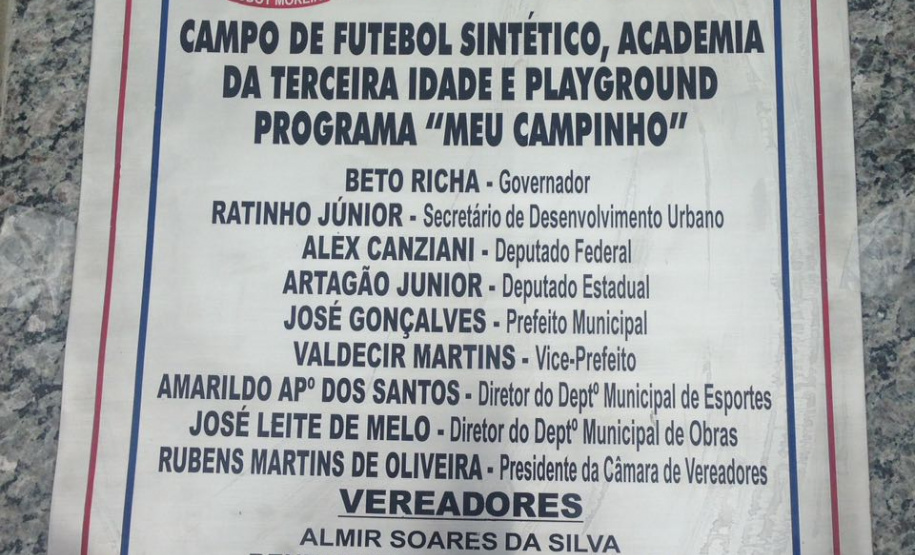 CAMPO DE FUTEBOL SINTÉTICO, ACADEMIA
DA TERCEIRA IDADE E PLAYGROUND
PROGRAMA “MEU CAMPINHO”
BETO RICHA - Governador
RATINHO JÚNIOR - Secretário de Desenvolvimento Urbano
ALEX CANZIANI - Deputado Federal
ARTAGÃO JUNIOR - Deputado Estadual
JOSÉ GONÇALVES - Prefeito Municipal
VALDECIR MARTINS - Vice-Prefeito
AMARILDO APº DOS SANTOS - Diretor do Deptº Municipal de Esportes
JOSÉ LEITE DE MELO - Diretor do Deptº Municipal de Obras
RUBENS MARTINS DE OLIVEIRA - Presidente da Câmara de Vereadores
VEREADORES
ALMIR SOARES DA SILVA